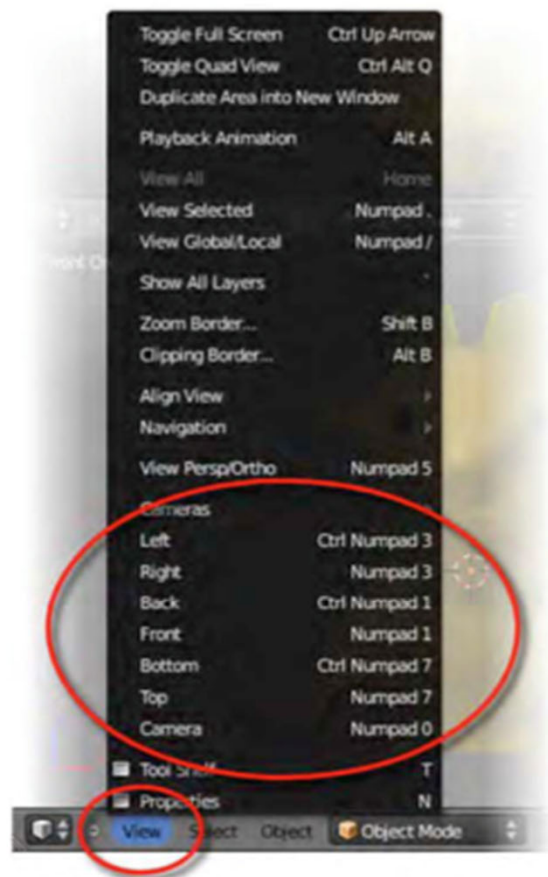 Toggle Full Screen Ctrl Up Arrow
Toggle Quad View Ctrl Alt Q
Duplicate Area into New Window
Playback Animation Alt A
View All Home
View Selected Numpad .
View Global/Local Numpad /
Show All Layers `
Zoom Border... Shift B
Clipping Border... Alt B
Align View
Navigation
View Persp/Ortho Numpad 5
Cameras
Left Ctrl Numpad 3
Right Numpad 3
Back Ctrl Numpad 1
Front Numpad 1
Bottom Ctrl Numpad 7
Top Numpad 7
Camera Numpad 0
Tool Shelf T
Properties N
View Select Object Object Mode